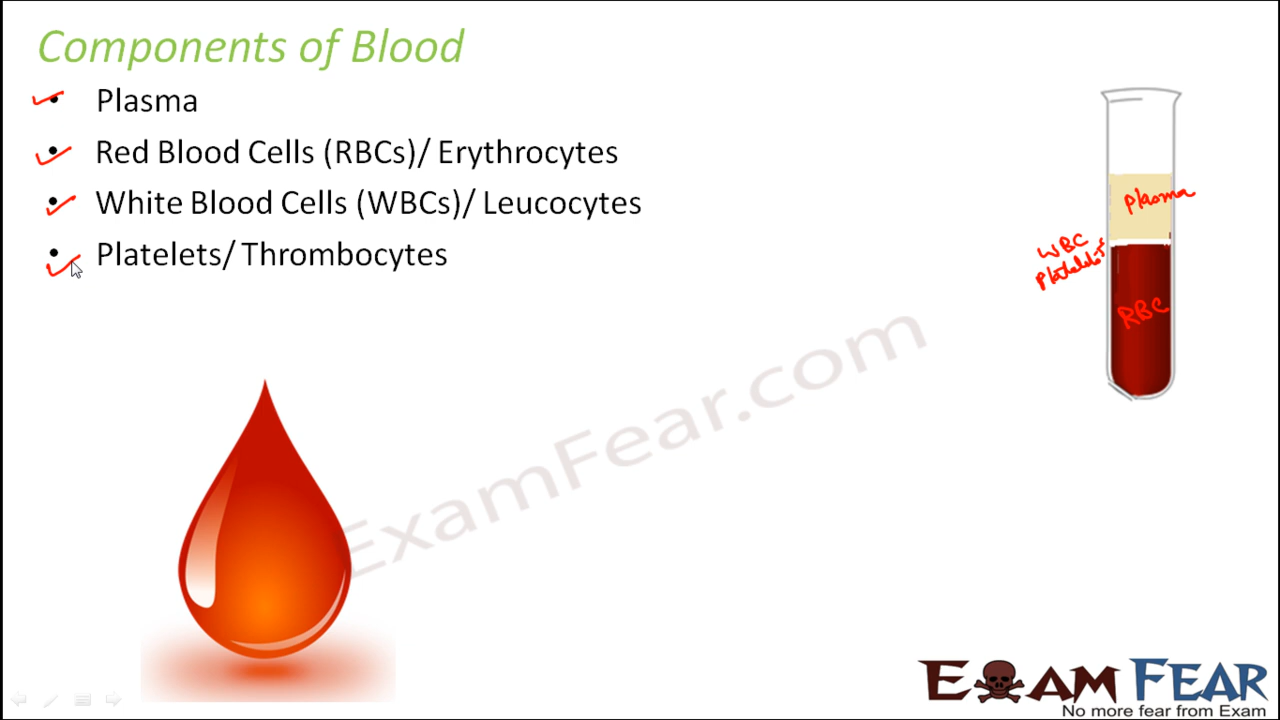 Components of Blood
• Plasma
• Red Blood Cells (RBCs)/ Erythrocytes
• White Blood Cells (WBCs)/ Leucocytes
• Platelets/ Thrombocytes
Plasma
WBC
Platelets
RBC
ExamFear.com
EXAM FEAR
No more fear from Exam